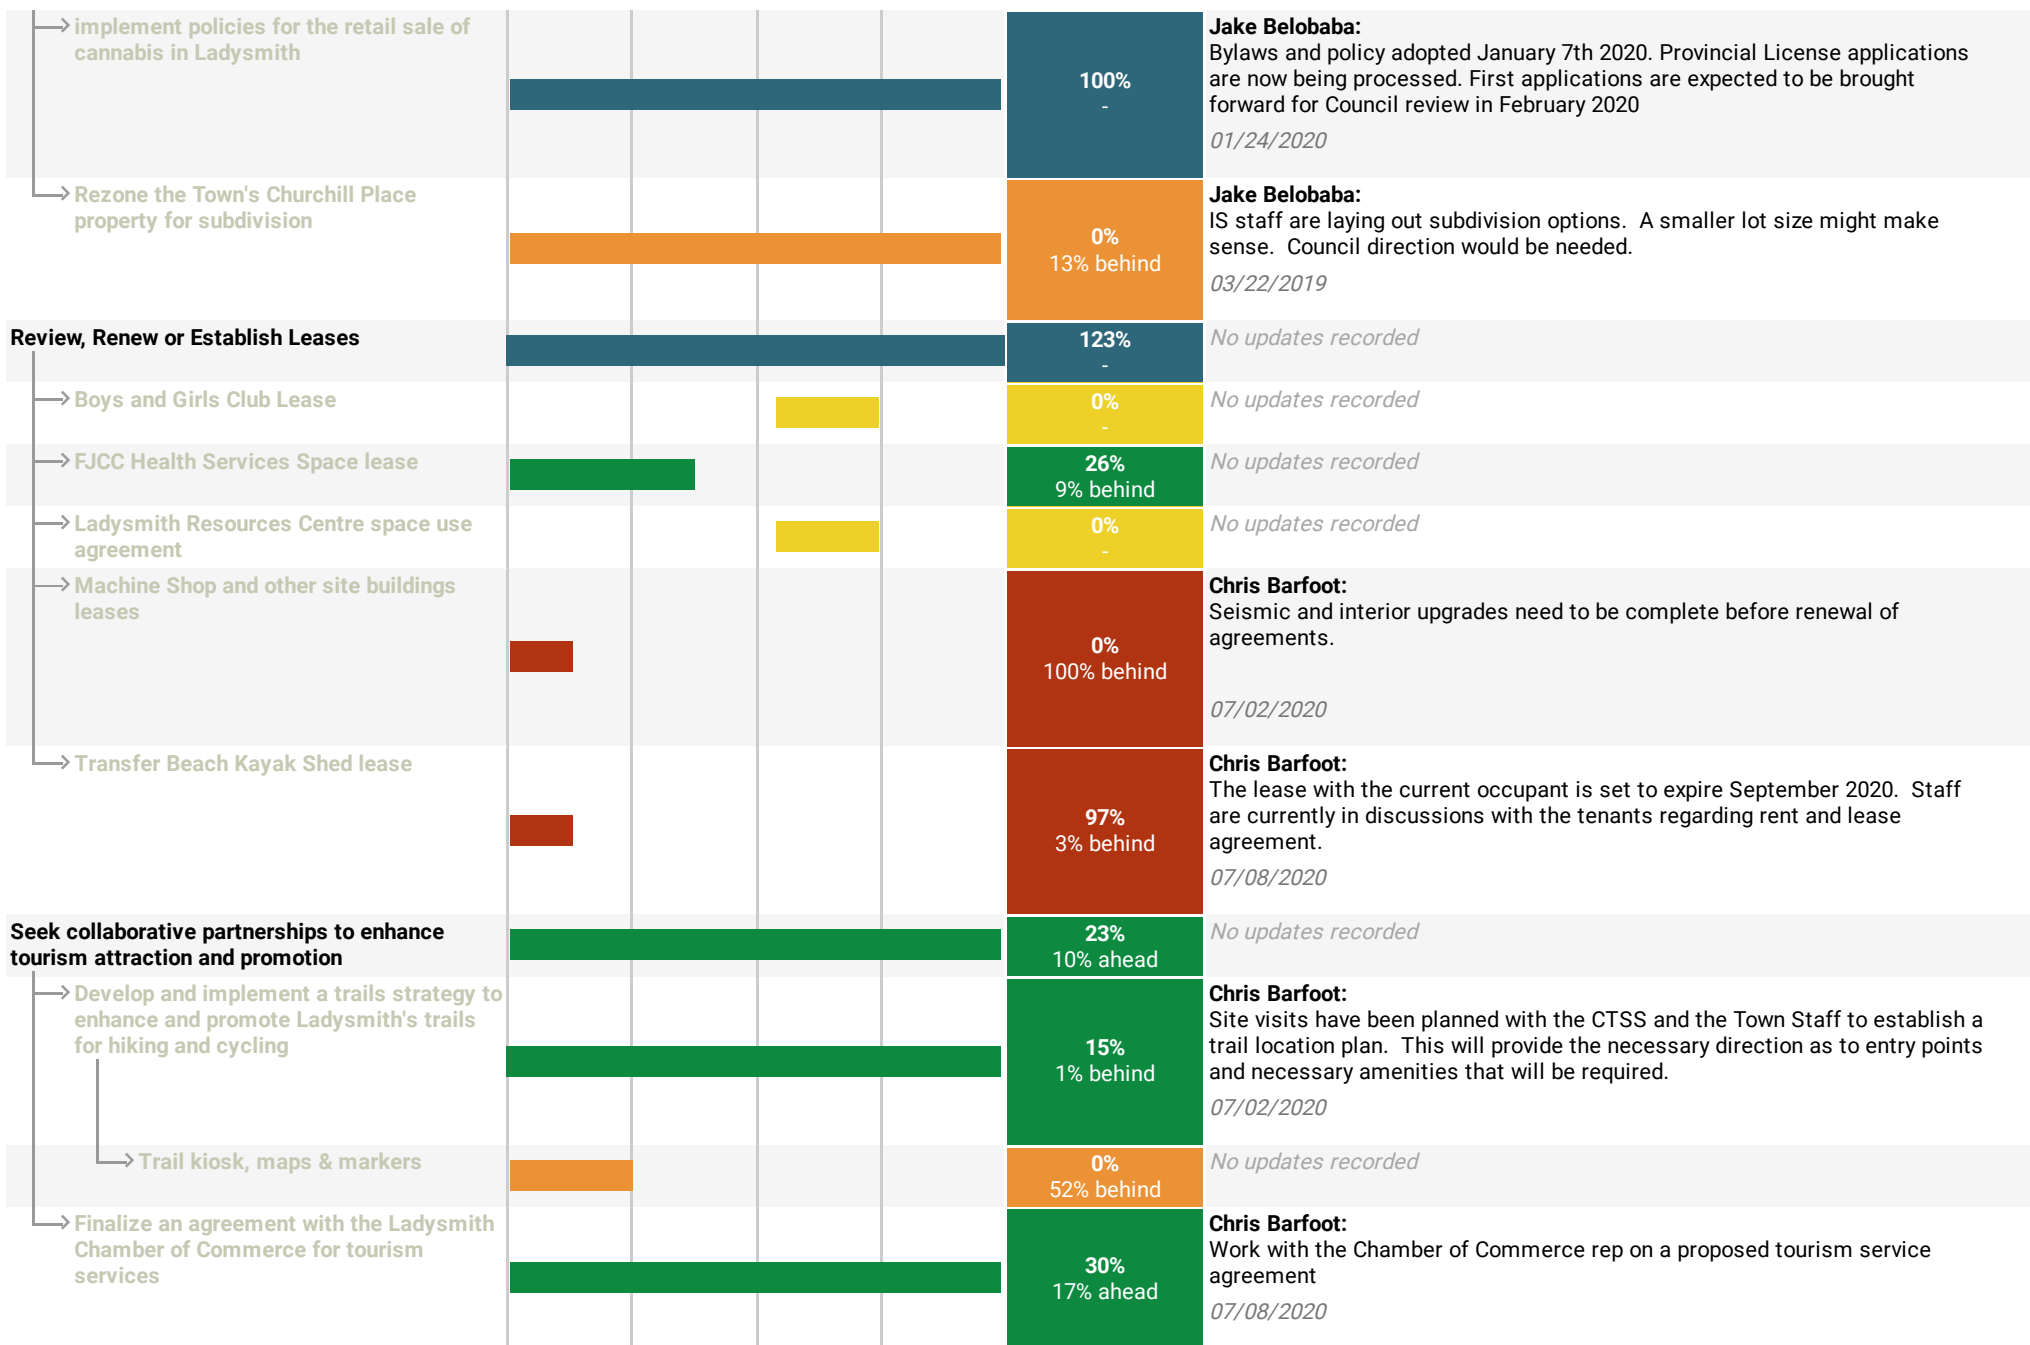 implement policies for the retail sale of
cannabis in Ladysmith
100%
-
Jake Belobaba:
Bylaws and policy adopted January 7th 2020. Provincial License applications
are now being processed. First applications are expected to be brought
forward for Council review in February 2020
01/24/2020
Rezone the Town's Churchill Place
property for subdivision
0%
13% behind
Jake Belobaba:
IS staff are laying out subdivision options.  A smaller lot size might make
sense.  Council direction would be needed.
03/22/2019
Review, Renew or Establish Leases
123%
-
No updates recorded
Boys and Girls Club Lease
0%
-
No updates recorded
FJCC Health Services Space lease
26%
9% behind
No updates recorded
Ladysmith Resources Centre space use
agreement
0%
-
No updates recorded
Machine Shop and other site buildings
leases
0%
100% behind
Chris Barfoot:
Seismic and interior upgrades need to be complete before renewal of
agreements.
07/02/2020
Transfer Beach Kayak Shed lease
97%
3% behind
Chris Barfoot:
The lease with the current occupant is set to expire September 2020.  Staff
are currently in discussions with the tenants regarding rent and lease
agreement.
07/08/2020
Seek collaborative partnerships to enhance
tourism attraction and promotion
23%
10% ahead
No updates recorded
Develop and implement a trails strategy to
enhance and promote Ladysmith's trails
for hiking and cycling
15%
1% behind
Chris Barfoot:
Site visits have been planned with the CTSS and the Town Staff to establish a
trail location plan.  This will provide the necessary direction as to entry points
and necessary amenities that will be required.
07/02/2020
Trail kiosk, maps & markers
0%
52% behind
No updates recorded
Finalize an agreement with the Ladysmith
Chamber of Commerce for tourism
services
30%
17% ahead
Chris Barfoot:
Work with the Chamber of Commerce rep on a proposed tourism service
agreement
07/08/2020